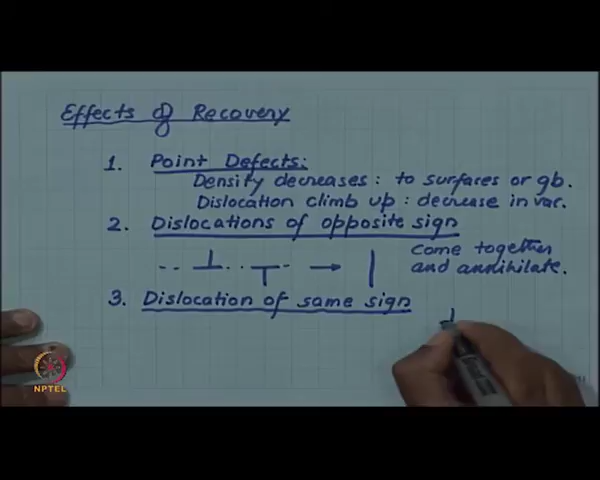 Effects of Recovery
1. Point Defects:
Density decreases: to surfaces or gb.
Dislocation climb up: decrease in vac.
2. Dislocations of opposite sign
come together
and annihilate.
3. Dislocation of same sign
NPTEL